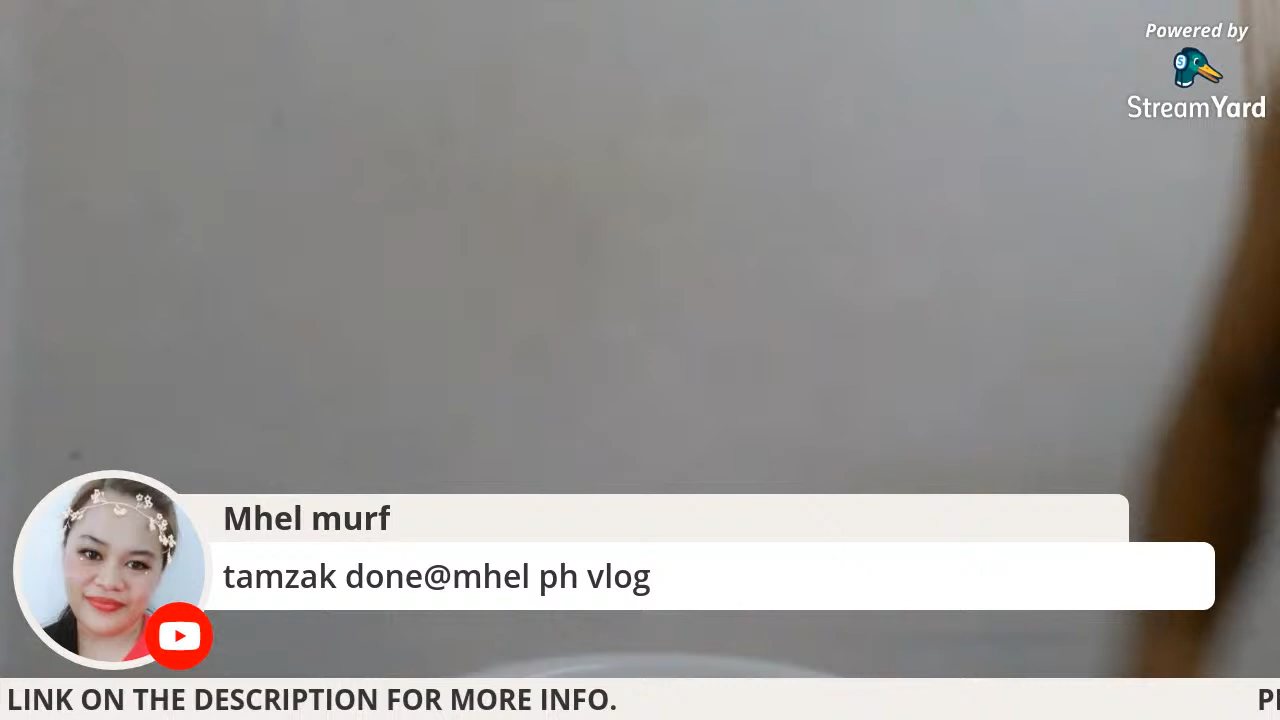 Powered by
StreamYard
Mhel murf
tamzak done@mhel ph vlog
LINK ON THE DESCRIPTION FOR MORE INFO.